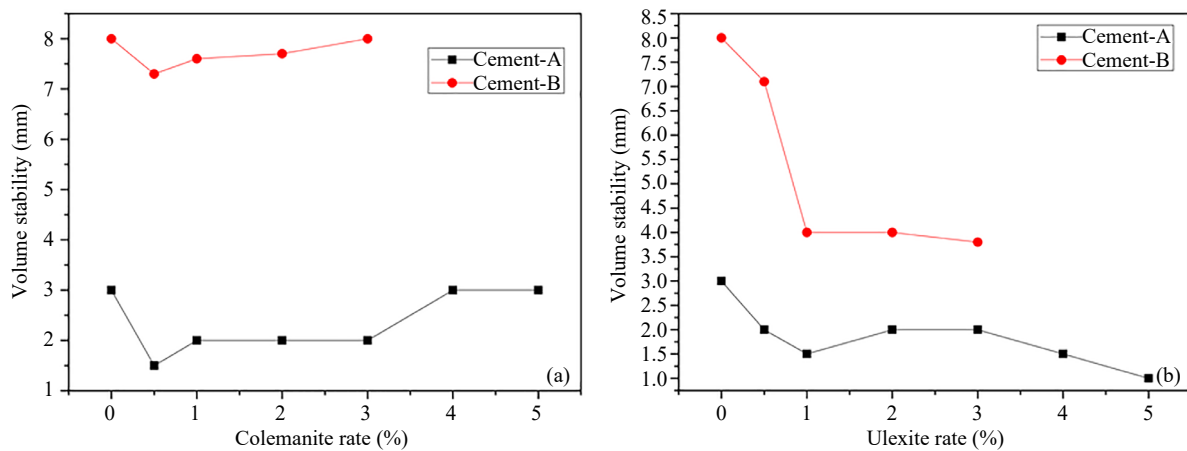 8
7
6
5
4
3
2
1
Volume stability (mm)
Cement-A
Cement-B
(a)
0 1 2 3 4 5
Colemanite rate (%)
8.5
8.0
7.5
7.0
6.5
6.0
5.5
5.0
4.5
4.0
3.5
3.0
2.5
2.0
1.5
1.0
Volume stability (mm)
Cement-A
Cement-B
(b)
0 1 2 3 4 5
Ulexite rate (%)